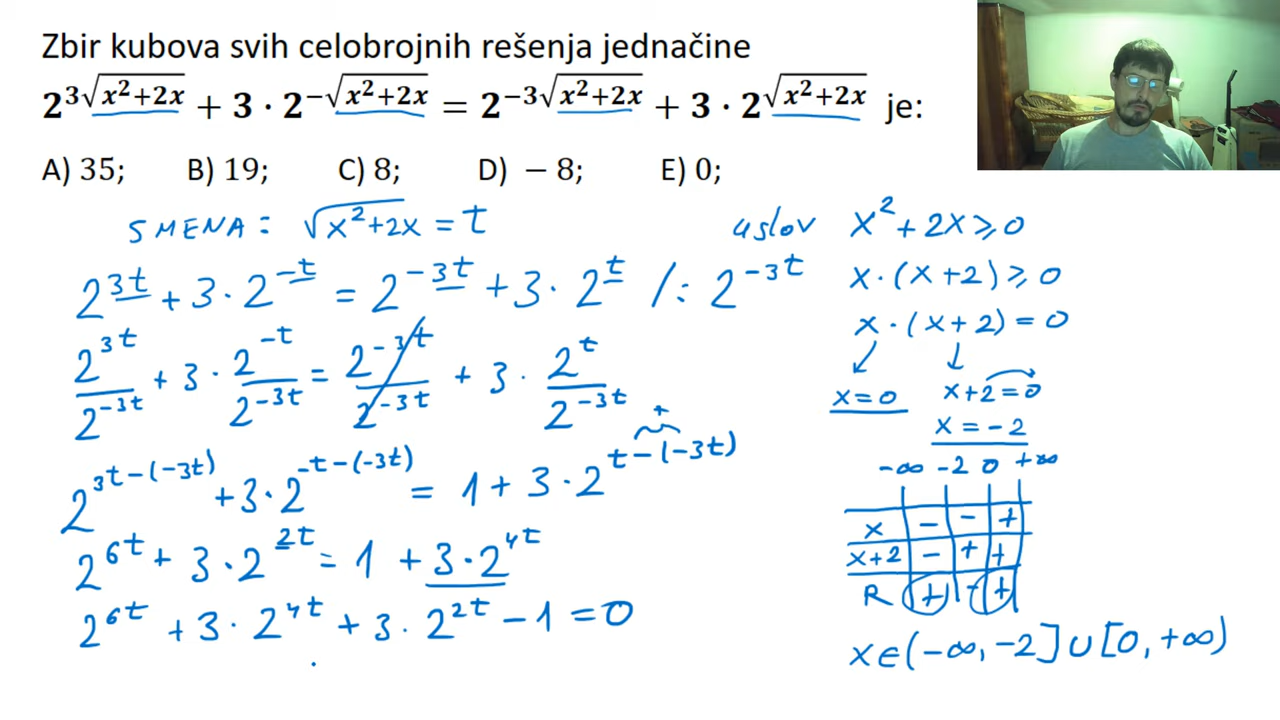 Zbir kubova svih celobrojnih rešenja jednačine
2^{3√(x²+2x)} + 3 · 2^{−√(x²+2x)} = 2^{−3√(x²+2x)} + 3 · 2^{√(x²+2x)} je:
A) 35; B) 19; C) 8; D) − 8; E) 0;
SMENA: √(x²+2x) = t
2^{3t} + 3 · 2^{−t} = 2^{−3t} + 3 · 2^{t} / : 2^{−3t}
2^{3t}/2^{−3t} + 3 · 2^{−t}/2^{−3t} = 2^{−3t}/2^{−3t} + 3 · 2^{t}/2^{−3t}
+
2^{3t−(−3t)} + 3 · 2^{−t−(−3t)} = 1 + 3 · 2^{t−(−3t)}
2^{6t} + 3 · 2^{2t} = 1 + 3 · 2^{4t}
2^{6t} + 3 · 2^{4t} + 3 · 2^{2t} − 1 = 0
uslov x² + 2x ≥ 0
x · (x + 2) ≥ 0
x · (x + 2) = 0
x = 0 x + 2 = 0
x = − 2
−∞ −2 0 +∞
x − − +
x+2 − + +
R + − +
x ∈ (−∞, −2] ∪ [0, +∞)